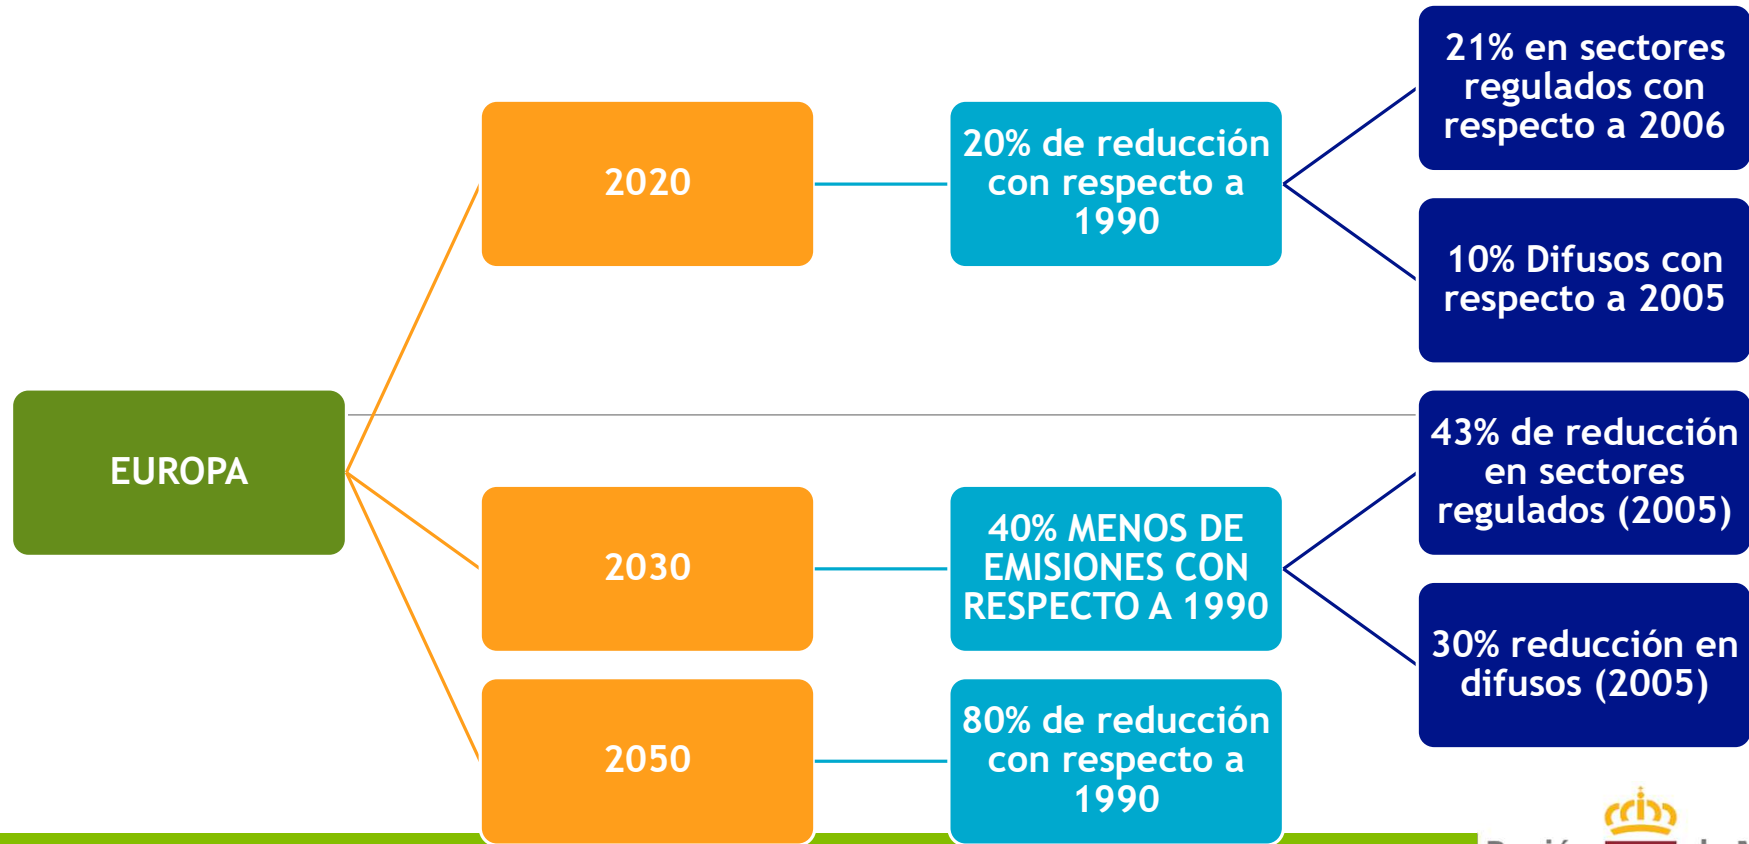 EUROPA
2020
20% de reducción
con respecto a
1990
21% en sectores
regulados con
respecto a 2006
10% Difusos con
respecto a 2005
2030
40% MENOS DE
EMISIONES CON
RESPECTO A 1990
43% de reducción
en sectores
regulados (2005)
30% reducción en
difusos (2005)
2050
80% de reducción
con respecto a
1990